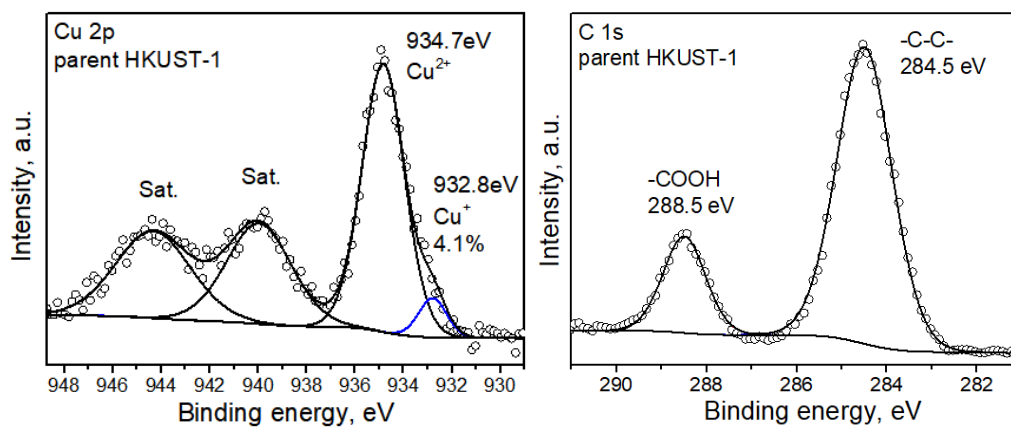 Cu 2p
parent HKUST-1
934.7eV
Cu²⁺
932.8eV
Cu⁺
4.1%
Sat.
Sat.
Intensity, a.u.
948 946 944 942 940 938 936 934 932 930
Binding energy, eV
C 1s
parent HKUST-1
-C-C-
284.5 eV
-COOH
288.5 eV
Intensity, a.u.
290 288 286 284 282
Binding energy, eV